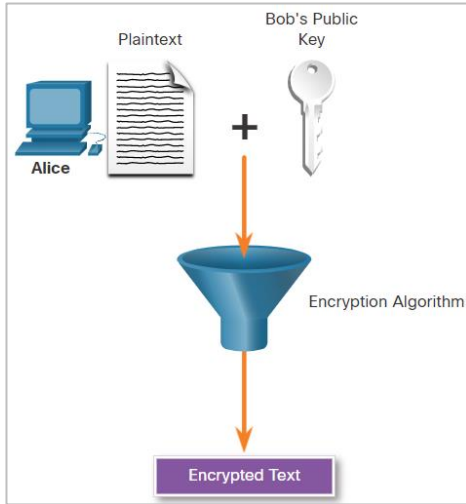 Plaintext
Bob's Public
Key
Alice
Encryption Algorithm
Encrypted Text